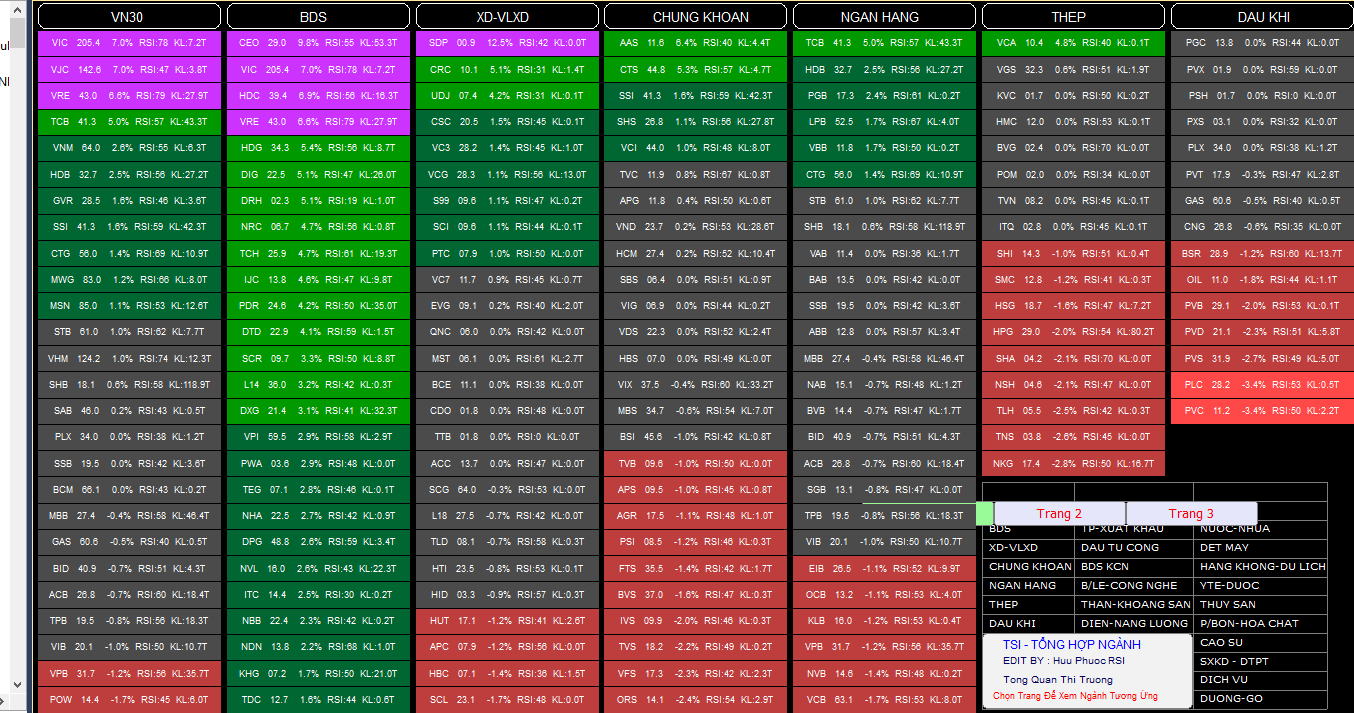 VN30
VIC 205.4 7.0% RSI:78 KL:7.2T
VJC 142.6 7.0% RSI:47 KL:3.8T
VRE 43.0 6.6% RSI:79 KL:27.9T
TCB 41.3 5.0% RSI:57 KL:43.3T
VNM 64.0 2.6% RSI:55 KL:6.3T
HDB 32.7 2.5% RSI:56 KL:27.2T
GVR 28.5 1.6% RSI:46 KL:3.6T
SSI 41.3 1.6% RSI:59 KL:42.3T
CTG 56.0 1.4% RSI:69 KL:10.9T
MWG 83.0 1.2% RSI:66 KL:8.0T
MSN 85.0 1.1% RSI:53 KL:12.6T
STB 61.0 1.0% RSI:62 KL:7.7T
VHM 124.2 1.0% RSI:74 KL:12.3T
SHB 18.1 0.6% RSI:58 KL:118.9T
SAB 46.0 0.2% RSI:43 KL:0.5T
PLX 34.0 0.0% RSI:38 KL:1.2T
SSB 19.5 0.0% RSI:42 KL:3.6T
BCM 66.1 0.0% RSI:43 KL:0.2T
MBB 27.4 -0.4% RSI:58 KL:46.4T
GAS 60.6 -0.5% RSI:40 KL:0.5T
BID 40.9 -0.7% RSI:51 KL:4.3T
ACB 26.8 -0.7% RSI:60 KL:18.4T
TPB 19.5 -0.8% RSI:56 KL:18.3T
VIB 20.1 -1.0% RSI:50 KL:10.7T
VPB 31.7 -1.2% RSI:56 KL:35.7T
POW 14.4 -1.7% RSI:45 KL:6.0T
BDS
CEO 29.0 9.8% RSI:55 KL:53.3T
VIC 205.4 7.0% RSI:78 KL:7.2T
HDC 39.4 6.9% RSI:56 KL:16.3T
VRE 43.0 6.6% RSI:79 KL:27.9T
HDG 34.3 5.4% RSI:56 KL:8.7T
DIG 22.5 5.1% RSI:47 KL:26.0T
DRH 02.3 5.1% RSI:19 KL:1.0T
NRC 06.7 4.7% RSI:56 KL:0.8T
TCH 25.9 4.7% RSI:61 KL:19.3T
IJC 13.8 4.6% RSI:47 KL:9.8T
PDR 24.6 4.2% RSI:50 KL:35.0T
DTD 22.9 4.1% RSI:59 KL:1.5T
SCR 09.7 3.3% RSI:50 KL:8.8T
L14 36.0 3.2% RSI:42 KL:0.3T
DXG 21.4 3.1% RSI:41 KL:32.3T
VPI 59.5 2.9% RSI:58 KL:2.9T
PWA 03.6 2.9% RSI:48 KL:0.0T
TEG 07.1 2.8% RSI:46 KL:0.1T
NHA 22.5 2.7% RSI:42 KL:0.9T
DPG 48.8 2.6% RSI:59 KL:3.4T
NVL 16.0 2.6% RSI:43 KL:22.3T
ITC 14.4 2.5% RSI:30 KL:0.2T
NBB 22.4 2.3% RSI:42 KL:0.2T
NDN 13.8 2.2% RSI:68 KL:1.0T
KHG 07.2 1.7% RSI:50 KL:21.0T
TDC 12.7 1.6% RSI:44 KL:0.6T
XD-VLXD
SDP 00.9 12.5% RSI:42 KL:0.0T
CRC 10.1 5.1% RSI:31 KL:1.4T
UDJ 07.4 4.2% RSI:31 KL:0.1T
CSC 20.5 1.5% RSI:45 KL:0.1T
VC3 28.2 1.4% RSI:45 KL:1.0T
VCG 28.3 1.1% RSI:56 KL:13.0T
S99 09.6 1.1% RSI:47 KL:0.2T
SCI 09.6 1.1% RSI:44 KL:0.1T
PTC 07.9 1.0% RSI:50 KL:0.0T
VC7 11.7 0.9% RSI:45 KL:0.7T
EVG 09.1 0.2% RSI:40 KL:2.0T
QNC 06.0 0.0% RSI:42 KL:0.0T
MST 06.1 0.0% RSI:61 KL:2.7T
BCE 11.1 0.0% RSI:38 KL:0.0T
CDO 01.8 0.0% RSI:48 KL:0.0T
TTB 01.8 0.0% RSI:0 KL:0.0T
ACC 13.7 0.0% RSI:47 KL:0.0T
SCG 64.0 -0.3% RSI:53 KL:0.0T
L18 27.5 -0.7% RSI:42 KL:0.0T
TLD 08.1 -0.7% RSI:58 KL:0.3T
HTI 23.5 -0.8% RSI:53 KL:0.1T
HID 03.3 -0.9% RSI:57 KL:0.3T
HUT 17.1 -1.2% RSI:41 KL:2.6T
APC 07.9 -1.2% RSI:56 KL:0.0T
HBC 07.1 -1.4% RSI:36 KL:1.5T
SCL 23.1 -1.7% RSI:48 KL:0.0T
CHUNG KHOAN
AAS 11.6 6.4% RSI:40 KL:4.4T
CTS 44.8 5.3% RSI:57 KL:4.7T
SSI 41.3 1.6% RSI:59 KL:42.3T
SHS 26.8 1.1% RSI:56 KL:27.8T
VCI 44.0 1.0% RSI:48 KL:8.0T
TVC 11.9 0.8% RSI:67 KL:0.8T
APG 11.8 0.4% RSI:50 KL:0.6T
VND 23.7 0.2% RSI:53 KL:28.6T
HCM 27.4 0.2% RSI:52 KL:10.4T
SBS 06.4 0.0% RSI:51 KL:0.9T
VIG 06.9 0.0% RSI:44 KL:0.2T
VDS 22.3 0.0% RSI:52 KL:2.4T
HBS 07.0 0.0% RSI:49 KL:0.0T
VIX 37.5 -0.4% RSI:60 KL:33.2T
MBS 34.7 -0.6% RSI:54 KL:7.0T
BSI 45.6 -1.0% RSI:42 KL:0.8T
TVB 09.6 -1.0% RSI:50 KL:0.0T
APS 09.5 -1.0% RSI:45 KL:0.8T
AGR 17.5 -1.1% RSI:48 KL:1.0T
PSI 08.5 -1.2% RSI:46 KL:0.3T
FTS 35.5 -1.4% RSI:42 KL:1.7T
BVS 37.0 -1.6% RSI:47 KL:0.3T
IVS 09.9 -2.0% RSI:46 KL:0.3T
TVS 18.2 -2.2% RSI:49 KL:0.2T
VFS 17.3 -2.3% RSI:42 KL:2.3T
ORS 14.1 -2.4% RSI:54 KL:2.9T
NGAN HANG
TCB 41.3 5.0% RSI:57 KL:43.3T
HDB 32.7 2.5% RSI:56 KL:27.2T
PGB 17.3 2.4% RSI:61 KL:0.2T
LPB 52.5 1.7% RSI:67 KL:4.0T
VBB 11.8 1.7% RSI:50 KL:0.2T
CTG 56.0 1.4% RSI:69 KL:10.9T
STB 61.0 1.0% RSI:62 KL:7.7T
SHB 18.1 0.6% RSI:58 KL:118.9T
VAB 11.4 0.0% RSI:36 KL:1.7T
BAB 13.5 0.0% RSI:42 KL:0.0T
SSB 19.5 0.0% RSI:42 KL:3.6T
ABB 12.8 0.0% RSI:57 KL:3.4T
MBB 27.4 -0.4% RSI:58 KL:46.4T
NAB 15.1 -0.7% RSI:48 KL:1.2T
BVB 14.4 -0.7% RSI:47 KL:1.7T
BID 40.9 -0.7% RSI:51 KL:4.3T
ACB 26.8 -0.7% RSI:60 KL:18.4T
SGB 13.1 -0.8% RSI:47 KL:0.0T
TPB 19.5 -0.8% RSI:56 KL:18.3T
VIB 20.1 -1.0% RSI:50 KL:10.7T
EIB 26.5 -1.1% RSI:52 KL:9.9T
OCB 13.2 -1.1% RSI:53 KL:4.0T
KLB 16.0 -1.2% RSI:53 KL:0.4T
VPB 31.7 -1.2% RSI:56 KL:35.7T
NVB 14.6 -1.4% RSI:48 KL:0.2T
VCB 63.1 -1.7% RSI:53 KL:8.0T
THEP
VCA 10.4 4.8% RSI:40 KL:0.1T
VGS 32.3 0.6% RSI:51 KL:1.9T
KVC 01.7 0.0% RSI:50 KL:0.2T
HMC 12.0 0.0% RSI:53 KL:0.1T
BVG 02.4 0.0% RSI:70 KL:0.0T
POM 02.0 0.0% RSI:34 KL:0.0T
TVN 08.2 0.0% RSI:45 KL:0.1T
ITQ 02.8 0.0% RSI:45 KL:0.1T
SHI 14.3 -1.0% RSI:51 KL:0.4T
SMC 12.8 -1.2% RSI:41 KL:0.3T
HSG 18.7 -1.6% RSI:47 KL:7.2T
HPG 29.0 -2.0% RSI:54 KL:80.2T
SHA 04.2 -2.1% RSI:70 KL:0.0T
NSH 04.6 -2.1% RSI:47 KL:0.0T
TLH 05.5 -2.5% RSI:42 KL:0.3T
TNS 03.8 -2.6% RSI:45 KL:0.0T
NKG 17.4 -2.8% RSI:50 KL:16.7T
DAU KHI
PGC 13.8 0.0% RSI:44 KL:0.0T
PVX 01.9 0.0% RSI:59 KL:0.0T
PSH 01.7 0.0% RSI:0 KL:0.0T
PXS 03.1 0.0% RSI:32 KL:0.0T
PLX 34.0 0.0% RSI:38 KL:1.2T
PVT 17.9 -0.3% RSI:47 KL:2.8T
GAS 60.6 -0.5% RSI:40 KL:0.5T
CNG 26.8 -0.6% RSI:35 KL:0.0T
BSR 28.9 -1.2% RSI:60 KL:13.7T
OIL 11.0 -1.8% RSI:44 KL:1.1T
PVB 29.1 -2.0% RSI:53 KL:0.1T
PVD 21.1 -2.3% RSI:51 KL:5.8T
PVS 31.9 -2.7% RSI:49 KL:5.0T
PLC 28.2 -3.4% RSI:53 KL:0.5T
PVC 11.2 -3.4% RSI:50 KL:2.2T
Trang 2 Trang 3
BDS TP-XUAT KHAU NUOC-NHUA
XD-VLXD DAU TU CONG DET MAY
CHUNG KHOAN BDS KCN HANG KHONG-DU LICH
NGAN HANG B/LE-CONG NGHE YTE-DUOC
THEP THAN-KHOANG SAN THUY SAN
DAU KHI DIEN-NANG LUONG P/BON-HOA CHAT
CAO SU
SXKD - DTPT
DICH VU
DUONG-GO
TSI - TỔNG HỢP NGÀNH
EDIT BY : Huu Phuoc RSI
Tong Quan Thi Truong
Chọn Trang Để Xem Ngành Tương Ứng